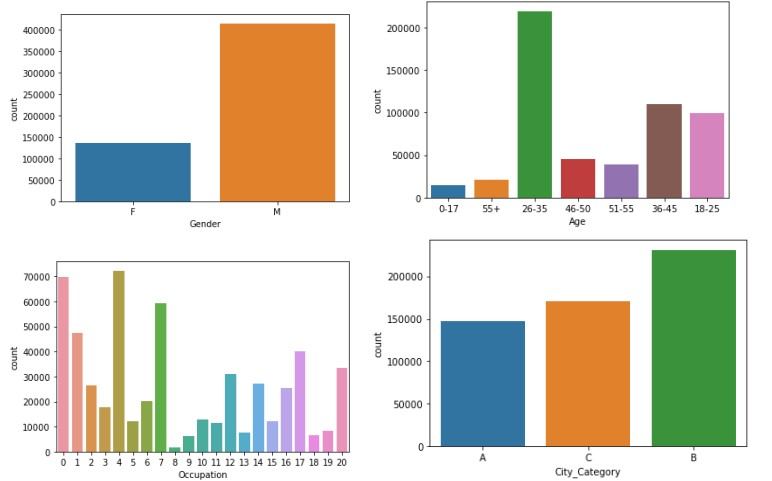 400000
350000
300000
250000
200000
150000
100000
50000
0
count
F M
Gender
200000
150000
100000
50000
0
count
0-17 55+ 26-35 46-50 51-55 36-45 18-25
Age
70000
60000
50000
40000
30000
20000
10000
0
count
0 1 2 3 4 5 6 7 8 9 10 11 12 13 14 15 16 17 18 19 20
Occupation
200000
150000
100000
50000
0
count
A C B
City_Category